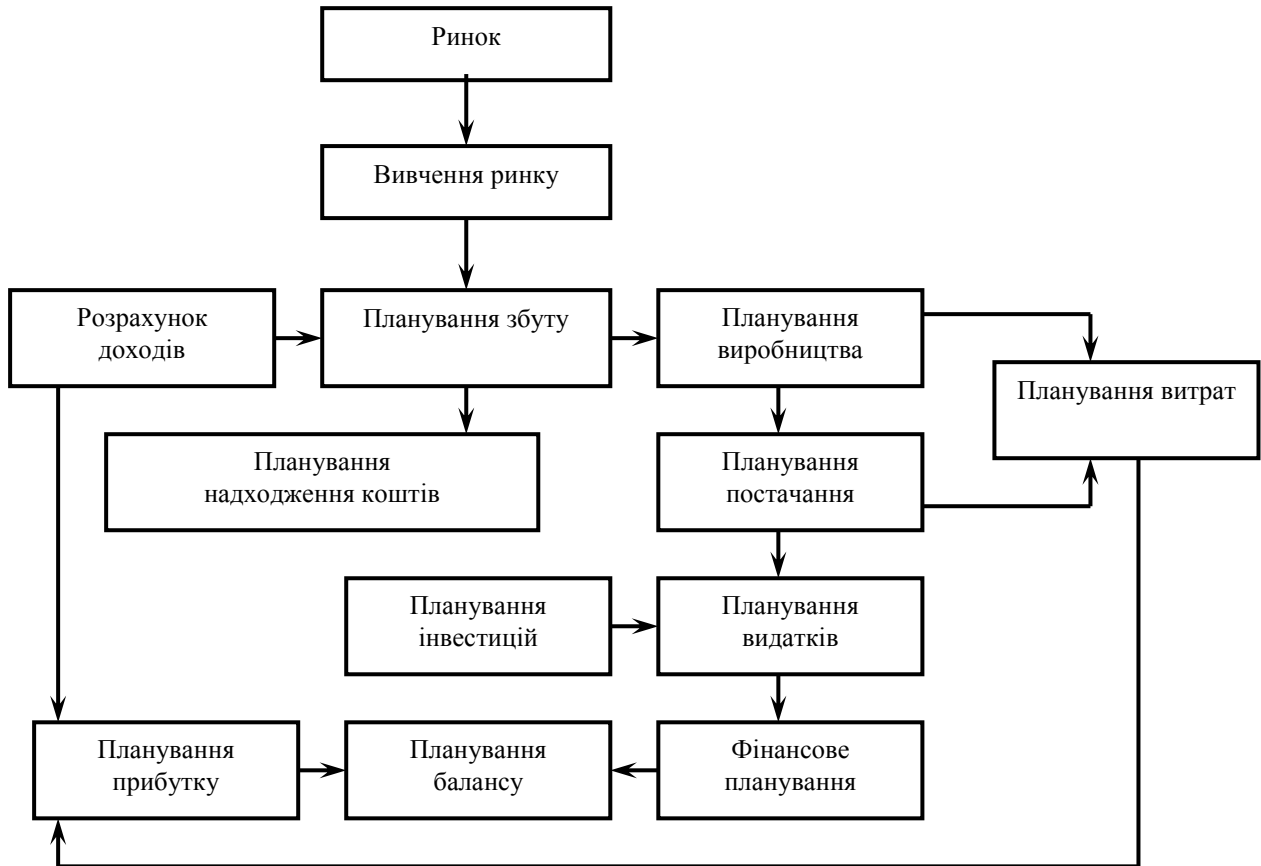 Ринок
Вивчення ринку
Розрахунок
доходів
Планування збуту
Планування
виробництва
Планування витрат
Планування
надходження коштів
Планування
постачання
Планування
інвестицій
Планування
видатків
Планування
прибутку
Планування
балансу
Фінансове
планування